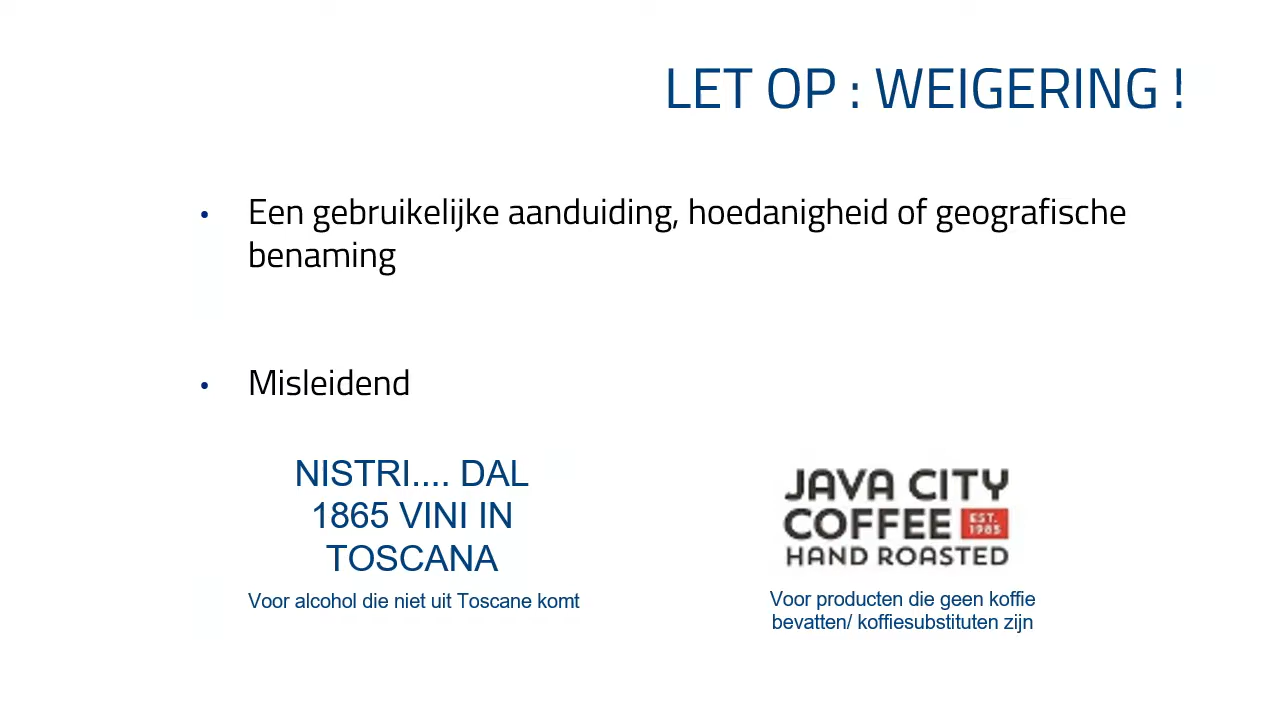 LET OP : WEIGERING !
• Een gebruikelijke aanduiding, hoedanigheid of geografische
benaming
• Misleidend
NISTRI.... DAL
1865 VINI IN
TOSCANA
Voor alcohol die niet uit Toscane komt
JAVA CITY
COFFEE EST. 1985
HAND ROASTED
Voor producten die geen koffie
bevatten/ koffiesubstituten zijn